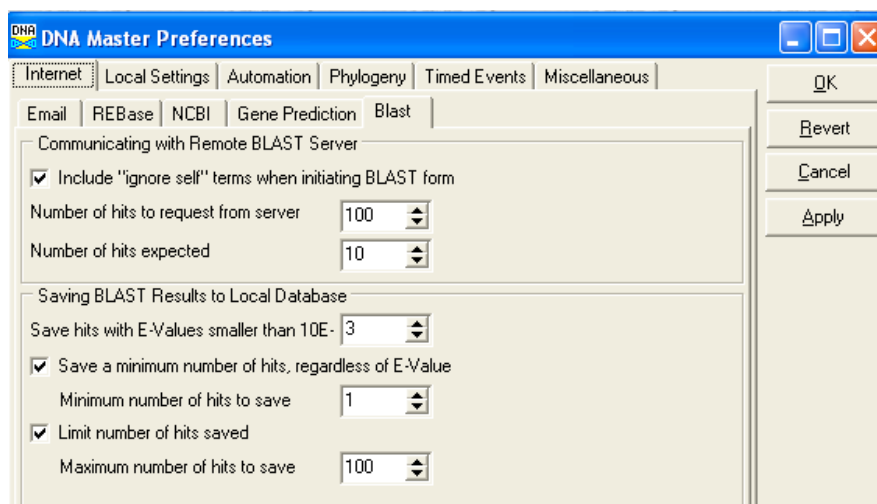 DNA DNA Master Preferences
Internet Local Settings Automation Phylogeny Timed Events Miscellaneous
OK
Email REBase NCBI Gene Prediction Blast
Revert
Communicating with Remote BLAST Server
Cancel
Include "ignore self" terms when initiating BLAST form
Apply
Number of hits to request from server 100
Number of hits expected 10
Saving BLAST Results to Local Database
Save hits with E-Values smaller than 10E- 3
Save a minimum number of hits, regardless of E-Value
Minimum number of hits to save 1
Limit number of hits saved
Maximum number of hits to save 100